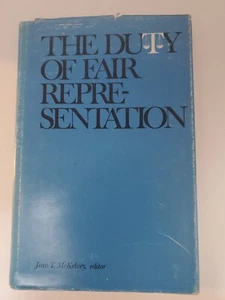 THE DUTY
OF FAIR
REPRE-
SENTATION
Jean T. McKelvey, editor